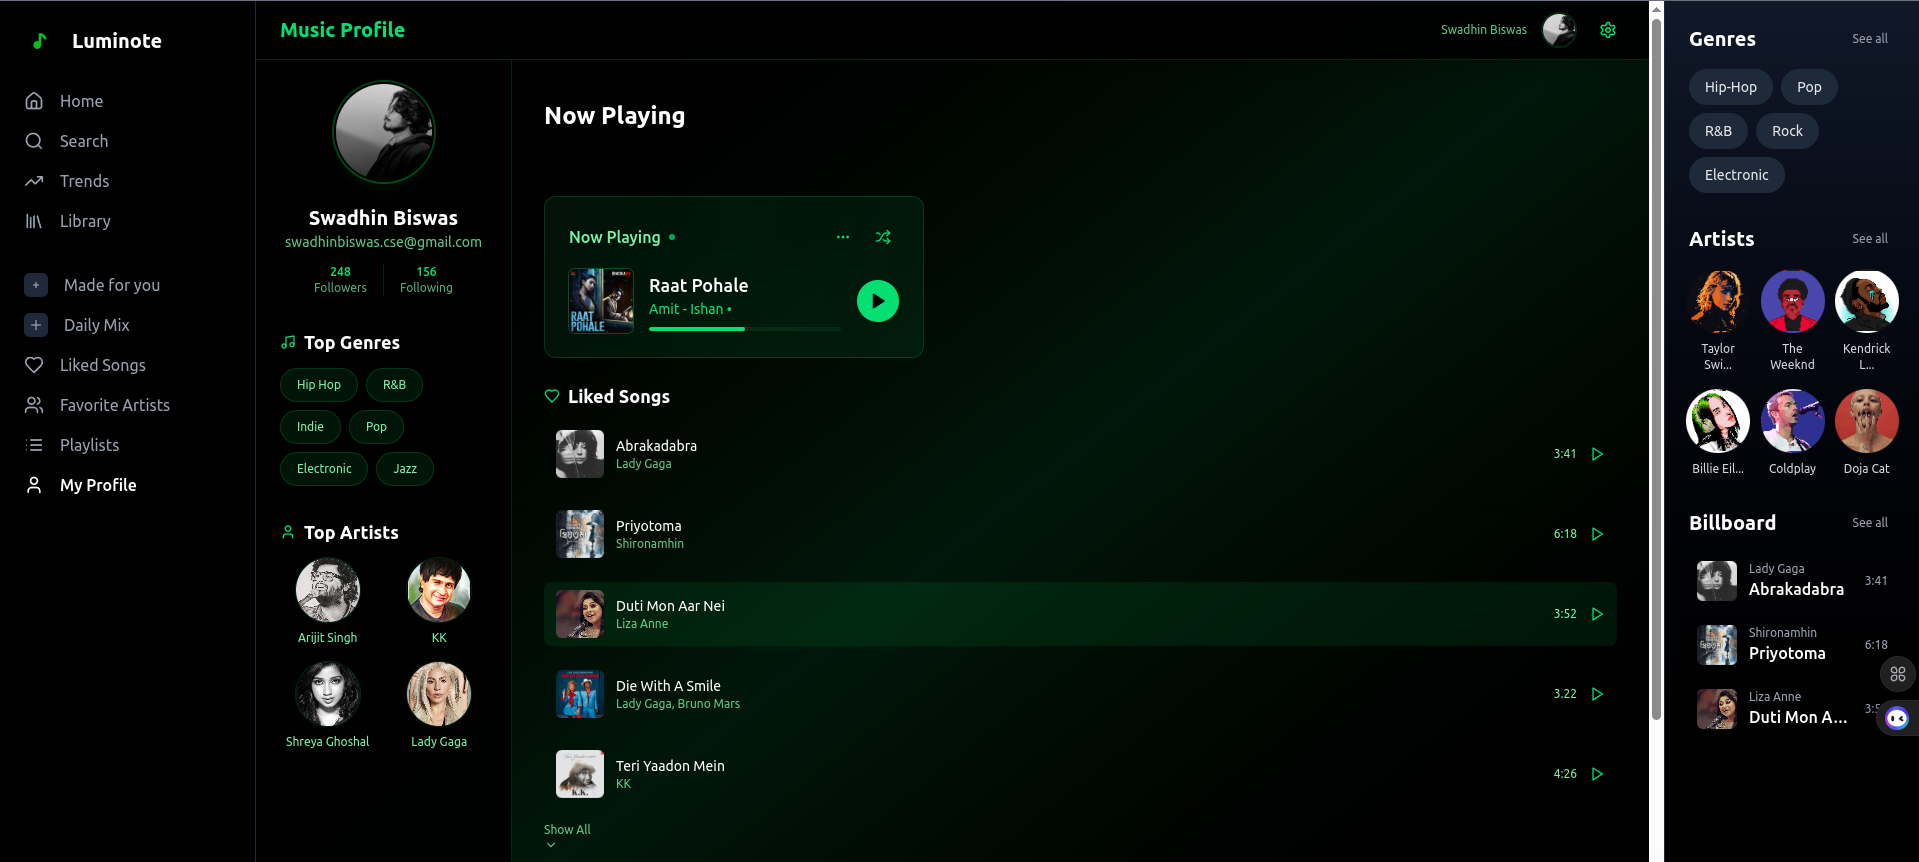 Luminote
Home
Search
Trends
Library
Made for you
Daily Mix
Liked Songs
Favorite Artists
Playlists
My Profile
Music Profile
Swadhin Biswas
Swadhin Biswas
swadhinbiswas.cse@gmail.com
248
Followers
156
Following
Top Genres
Hip Hop
R&B
Indie
Pop
Electronic
Jazz
Top Artists
Arijit Singh
KK
Shreya Ghoshal
Lady Gaga
Now Playing
Now Playing •
RAAT
POHALE
Raat Pohale
Amit - Ishan •
Liked Songs
Abrakadabra
Lady Gaga
3:41
Priyotoma
Shironamhin
6:18
Duti Mon Aar Nei
Liza Anne
3:52
Die With A Smile
Lady Gaga, Bruno Mars
3.22
K.K.
Teri Yaadon Mein
KK
4:26
Show All
Genres
See all
Hip-Hop
Pop
R&B
Rock
Electronic
Artists
See all
Taylor
Swi...
The
Weeknd
Kendrick
L...
Billie Eil...
Coldplay
Doja Cat
Billboard
See all
Lady Gaga
Abrakadabra
3:41
Shironamhin
Priyotoma
6:18
Liza Anne
Duti Mon A...